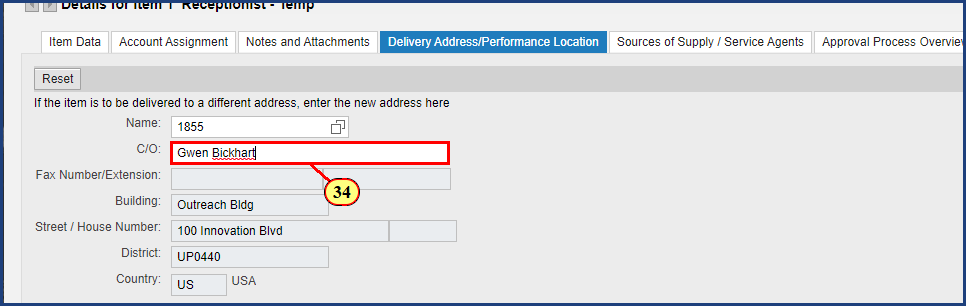 Details for item 1 Receptionist - Temp
Item Data Account Assignment Notes and Attachments Delivery Address/Performance Location Sources of Supply / Service Agents Approval Process Overview
Reset
If the item is to be delivered to a different address, enter the new address here
Name: 1855
C/O: Gwen Bickhart
Fax Number/Extension:
34
Building: Outreach Bldg
Street / House Number: 100 Innovation Blvd
District: UP0440
Country: US USA